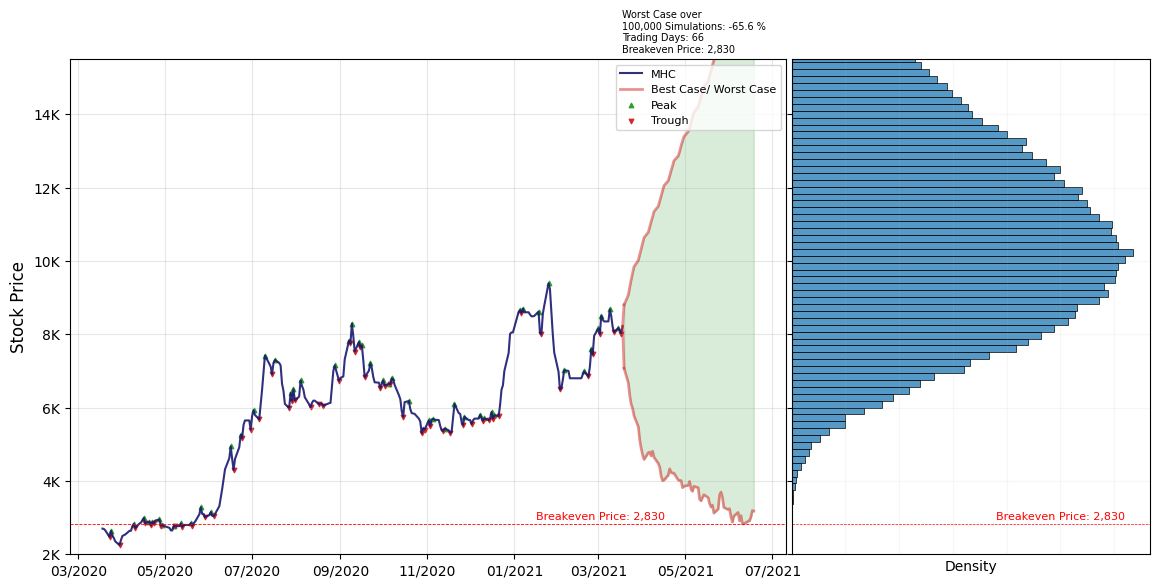 Worst Case over
100,000 Simulations: -65.6 %
Trading Days: 66
Breakeven Price: 2,830
MHC
Best Case/ Worst Case
Peak
Trough
14K
12K
10K
8K
6K
4K
2K
Stock Price
Breakeven Price: 2,830
Breakeven Price: 2,830
03/2020 05/2020 07/2020 09/2020 11/2020 01/2021 03/2021 05/2021 07/2021
Density